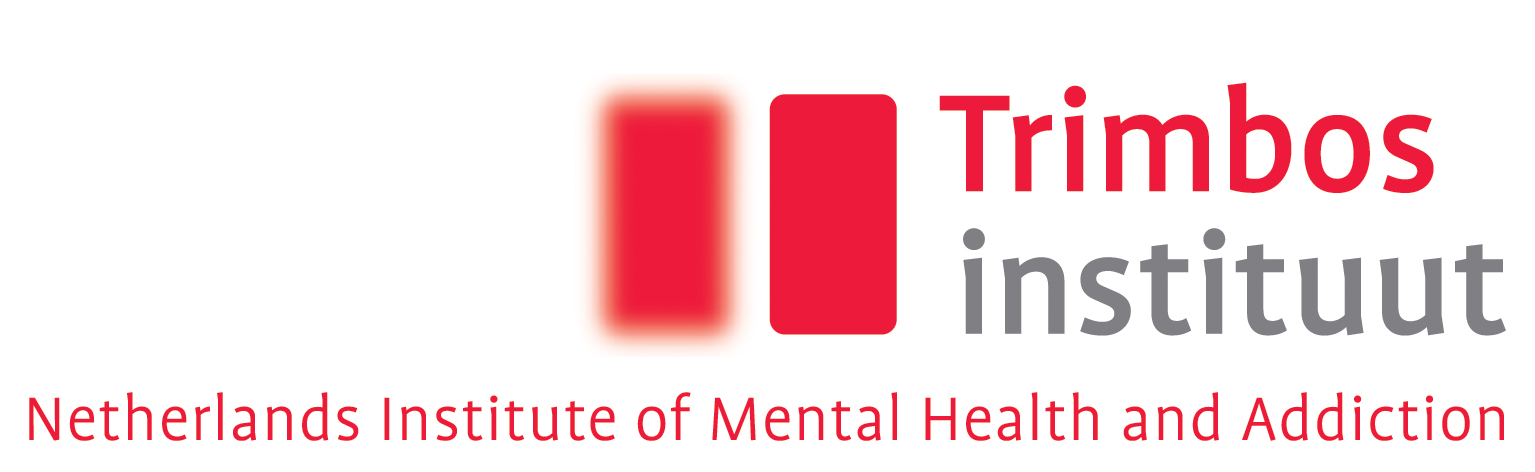 Trimbos
instituut
Netherlands Institute of Mental Health and Addiction